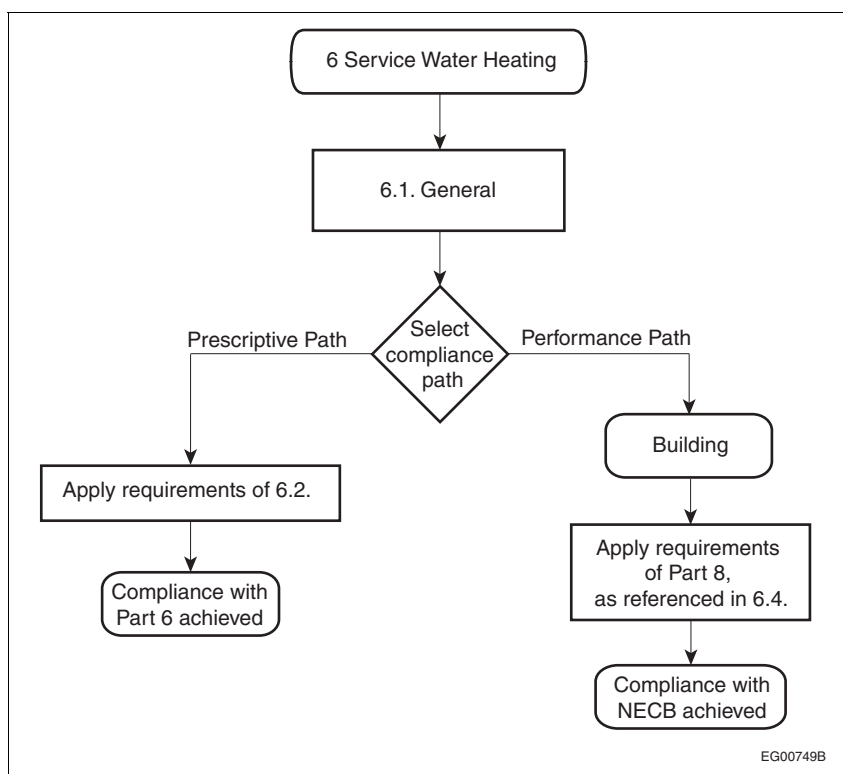 6 Service Water Heating
6.1. General
Select
compliance
path
Prescriptive Path
Performance Path
Apply requirements of 6.2.
Compliance with
Part 6 achieved
Building
Apply requirements
of Part 8,
as referenced in 6.4.
Compliance with
NECB achieved
EG00749B